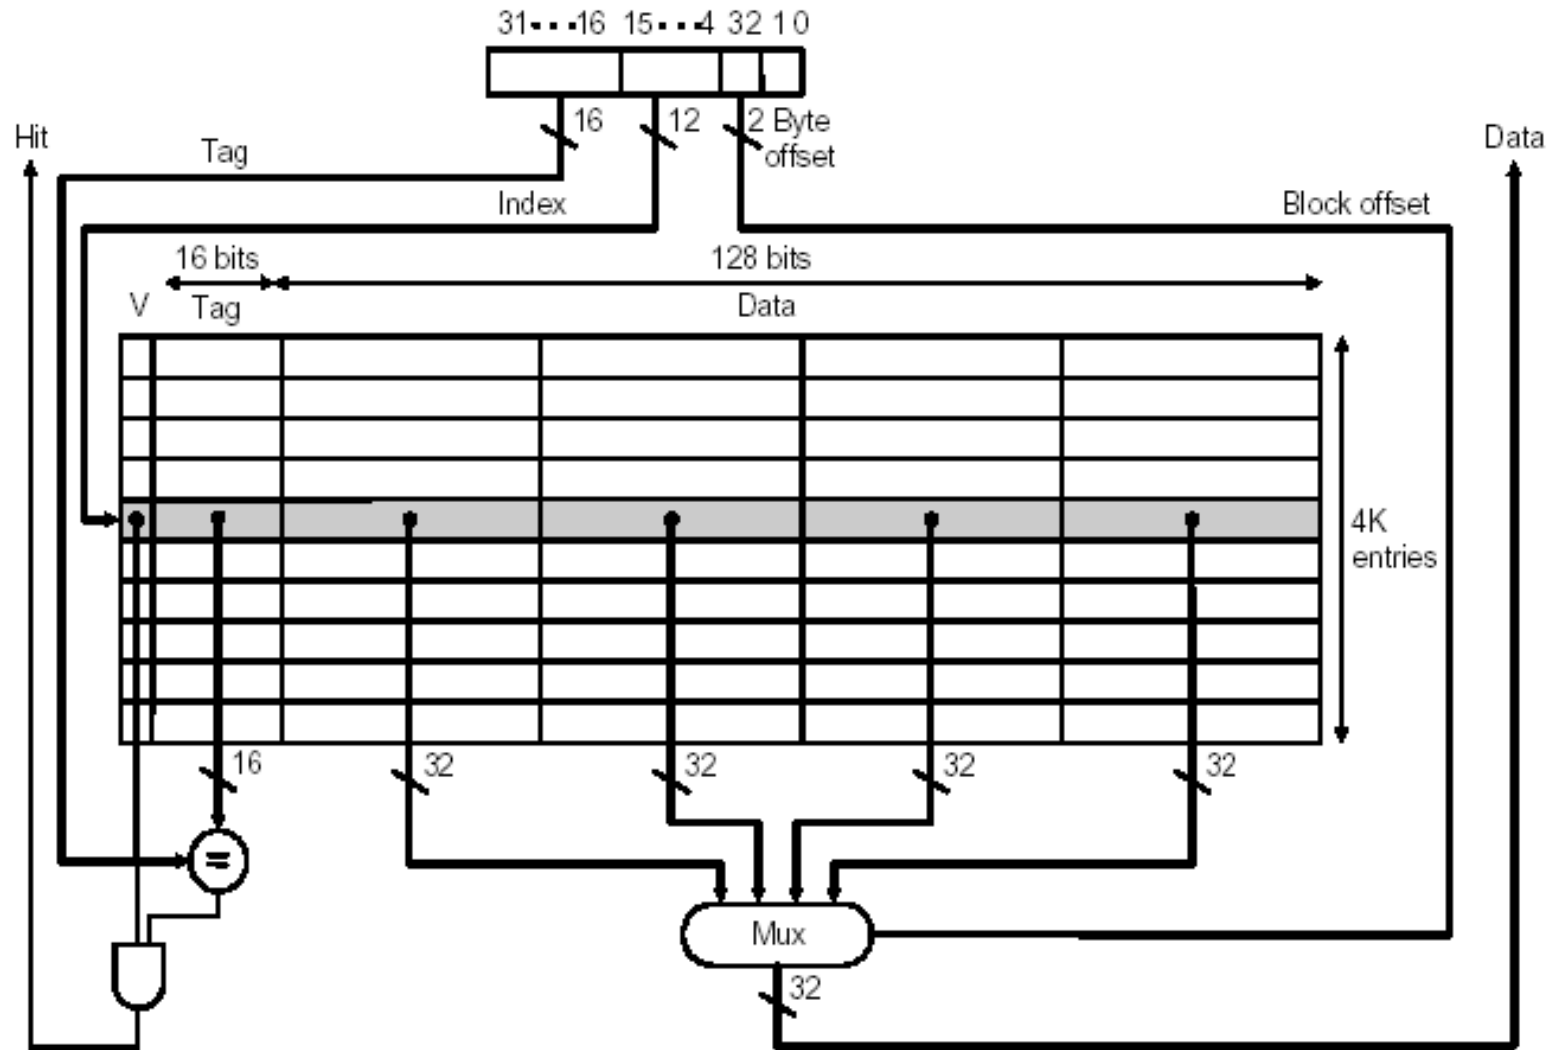 31 16 15 4 32 1 0
16 12 2 Byte
offset
Hit
Tag
Data
Index
Block offset
16 bits
128 bits
V
Tag
Data
4K
entries
16
32
32
32
32
=
Mux
32